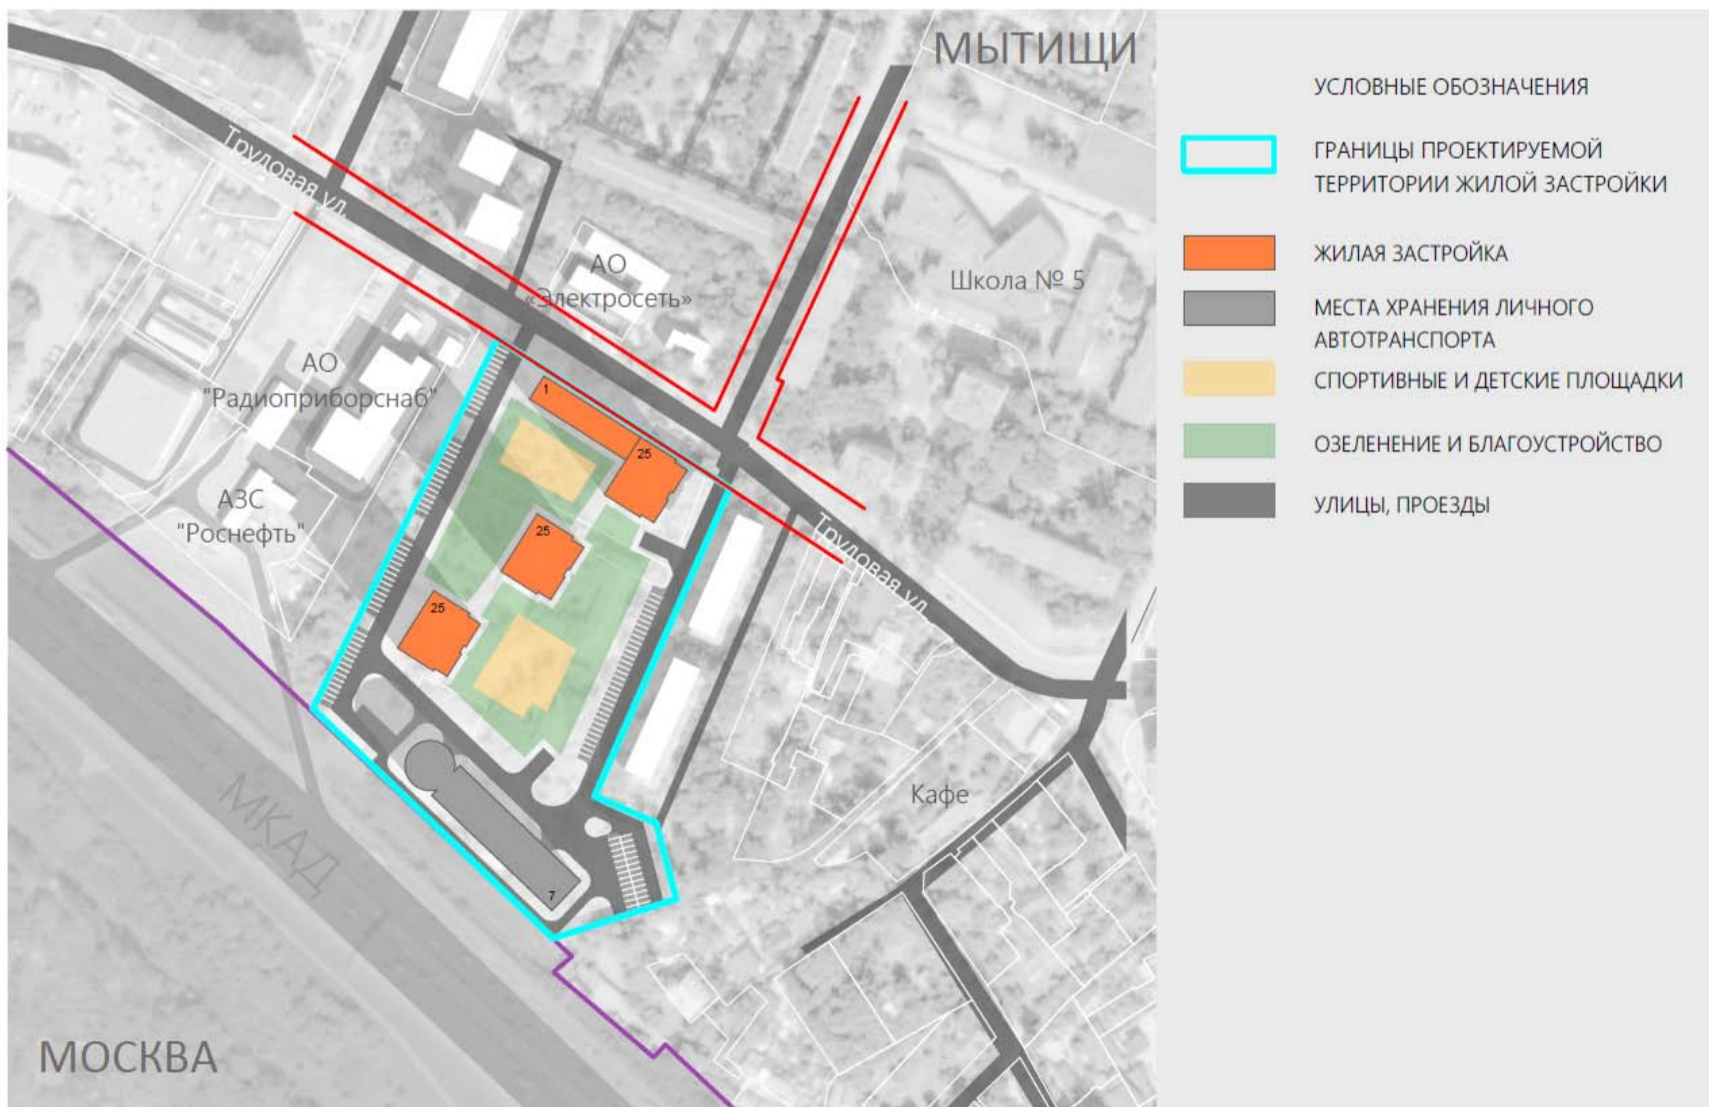 МЫТИЩИ
Трудовая ул.
АО
«Электросеть»
Школа № 5
АО
"Радиоприборснаб"
АЗС
"Роснефть"
1
25
25
25
Трудовая ул.
Кафе
МКАД
7
МОСКВА
УСЛОВНЫЕ ОБОЗНАЧЕНИЯ
ГРАНИЦЫ ПРОЕКТИРУЕМОЙ
ТЕРРИТОРИИ ЖИЛОЙ ЗАСТРОЙКИ
ЖИЛАЯ ЗАСТРОЙКА
МЕСТА ХРАНЕНИЯ ЛИЧНОГО
АВТОТРАНСПОРТА
СПОРТИВНЫЕ И ДЕТСКИЕ ПЛОЩАДКИ
ОЗЕЛЕНЕНИЕ И БЛАГОУСТРОЙСТВО
УЛИЦЫ, ПРОЕЗДЫ